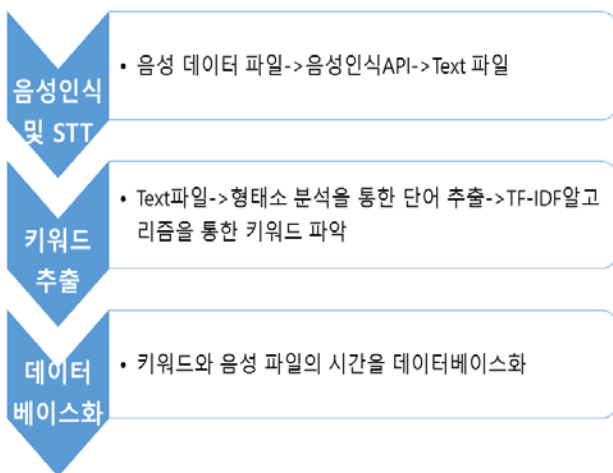 음성인식
및 STT
• 음성 데이터 파일->음성인식API->Text 파일
키워드
추출
• Text파일->형태소 분석을 통한 단어 추출->TF-IDF알고
리즘을 통한 키워드 파악
데이터
베이스화
• 키워드와 음성 파일의 시간을 데이터베이스화